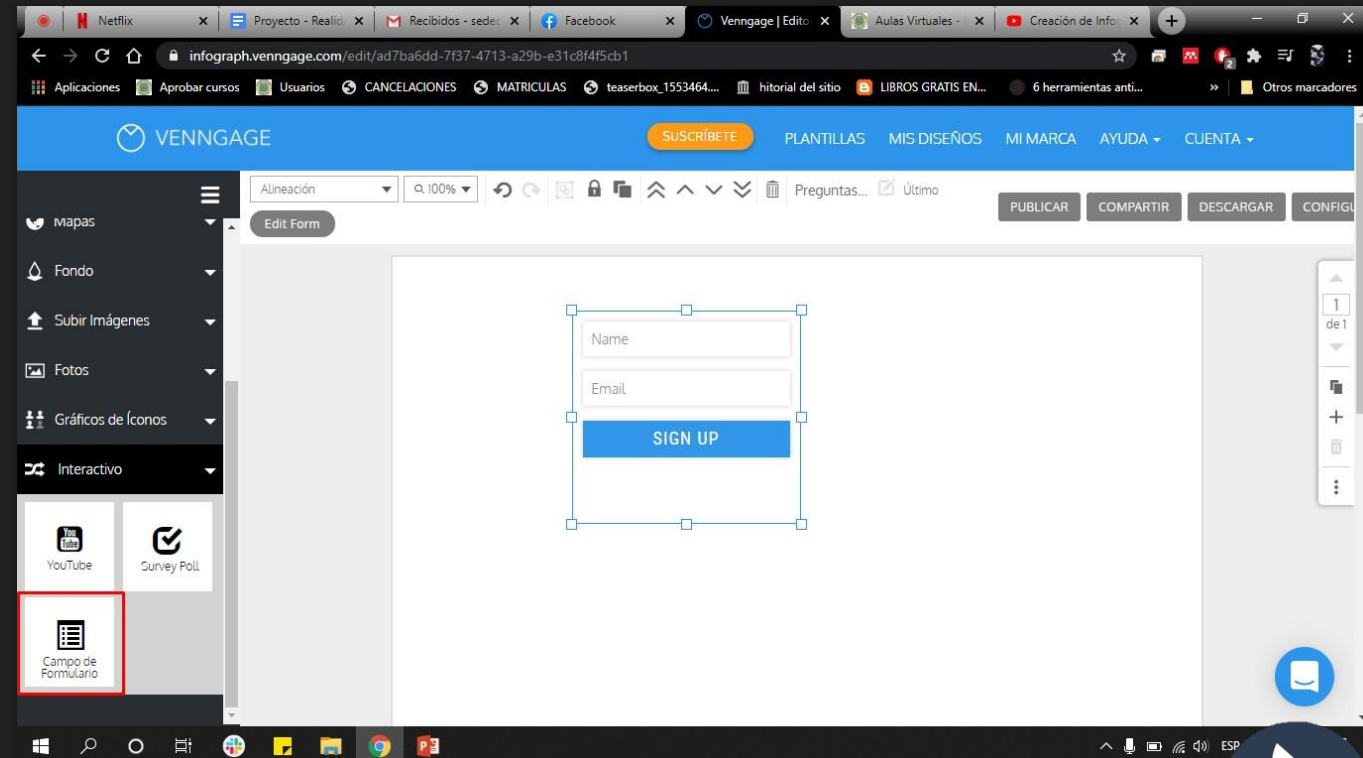 Netflix
Proyecto - Realid
Recibidos - sedec
Facebook
Venngage | Edito
Aulas Virtuales -
Creación de Infog
infograph.venngage.com/edit/ad7ba6dd-7f37-4713-a29b-e31c8f4f5cb1
2
Aplicaciones
Aprobar cursos
Usuarios
CANCELACIONES
MATRICULAS
teaserbox_1553464....
hitorial del sitio
LIBROS GRATIS EN...
6 herramientas anti...
»
Otros marcadores
VENNGAGE
SUSCRÍBETE
PLANTILLAS
MIS DISEÑOS
MI MARCA
AYUDA
CUENTA
Alineación
100%
Preguntas...
Último
Edit Form
PUBLICAR
COMPARTIR
DESCARGAR
CONFIGU
Mapas
Fondo
Subir Imágenes
Fotos
Gráficos de Íconos
Interactivo
You
Tube
YouTube
Survey Poll
Campo de
Formulario
Name
Email
SIGN UP
1
de 1
ESP